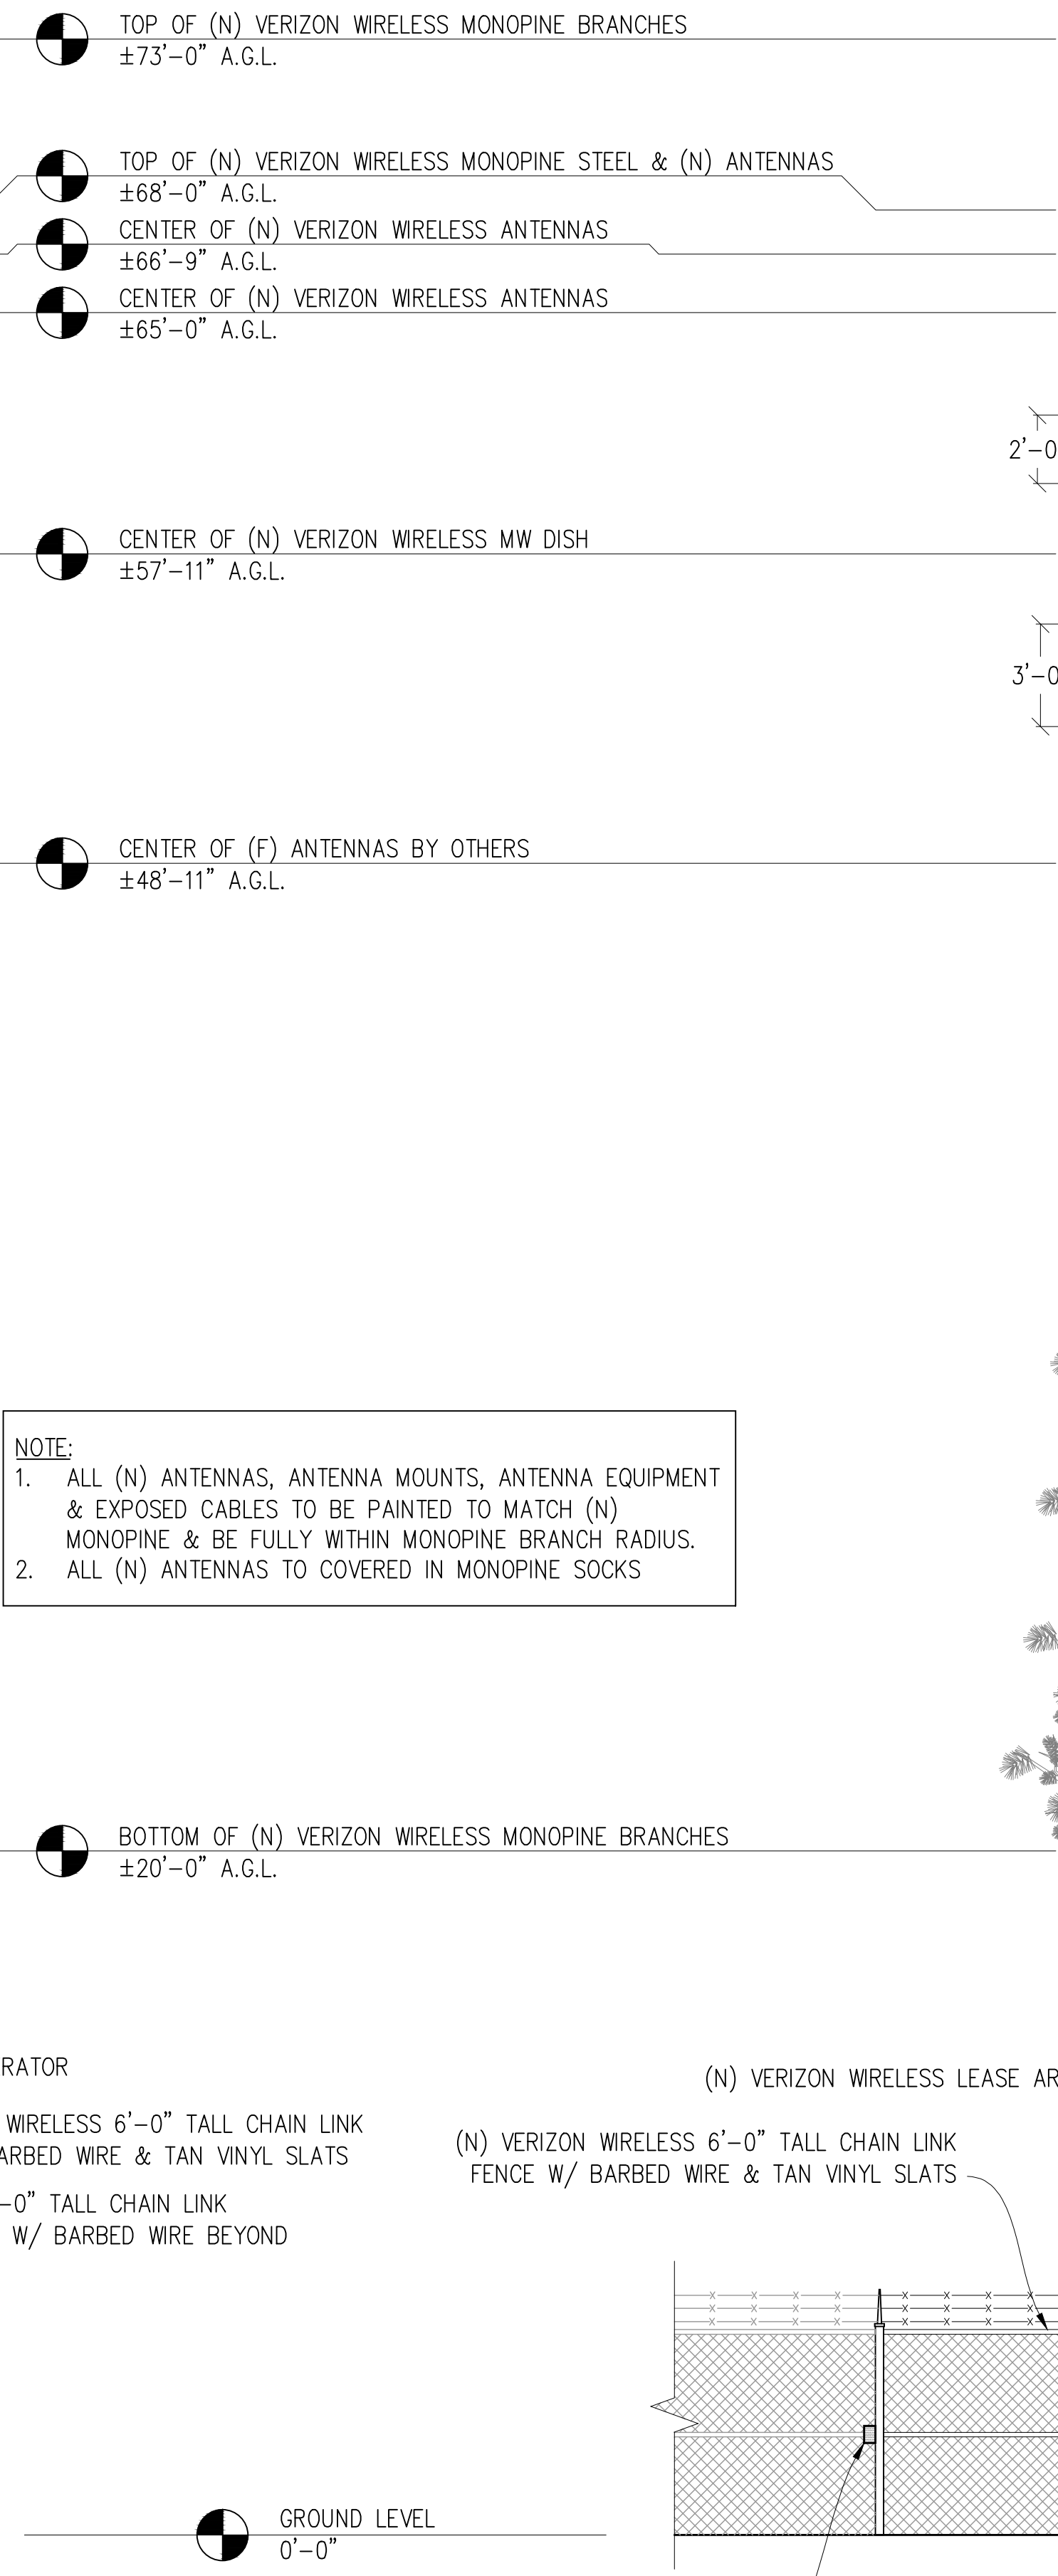 TOP OF (N) VERIZON WIRELESS MONOPINE BRANCHES
±73'-0" A.G.L.
TOP OF (N) VERIZON WIRELESS MONOPINE STEEL & (N) ANTENNAS
±68'-0" A.G.L.
CENTER OF (N) VERIZON WIRELESS ANTENNAS
±66'-9" A.G.L.
CENTER OF (N) VERIZON WIRELESS ANTENNAS
±65'-0" A.G.L.
2'-0
CENTER OF (N) VERIZON WIRELESS MW DISH
±57'-11" A.G.L.
3'-0
CENTER OF (F) ANTENNAS BY OTHERS
±48'-11" A.G.L.
NOTE:
1. ALL (N) ANTENNAS, ANTENNA MOUNTS, ANTENNA EQUIPMENT
& EXPOSED CABLES TO BE PAINTED TO MATCH (N)
MONOPINE & BE FULLY WITHIN MONOPINE BRANCH RADIUS.
2. ALL (N) ANTENNAS TO COVERED IN MONOPINE SOCKS
BOTTOM OF (N) VERIZON WIRELESS MONOPINE BRANCHES
±20'-0" A.G.L.
RATOR
WIRELESS 6'-0" TALL CHAIN LINK
ARBED WIRE & TAN VINYL SLATS
-0" TALL CHAIN LINK
W/ BARBED WIRE BEYOND
(N) VERIZON WIRELESS LEASE AR
(N) VERIZON WIRELESS 6'-0" TALL CHAIN LINK
FENCE W/ BARBED WIRE & TAN VINYL SLATS
GROUND LEVEL
0'-0"